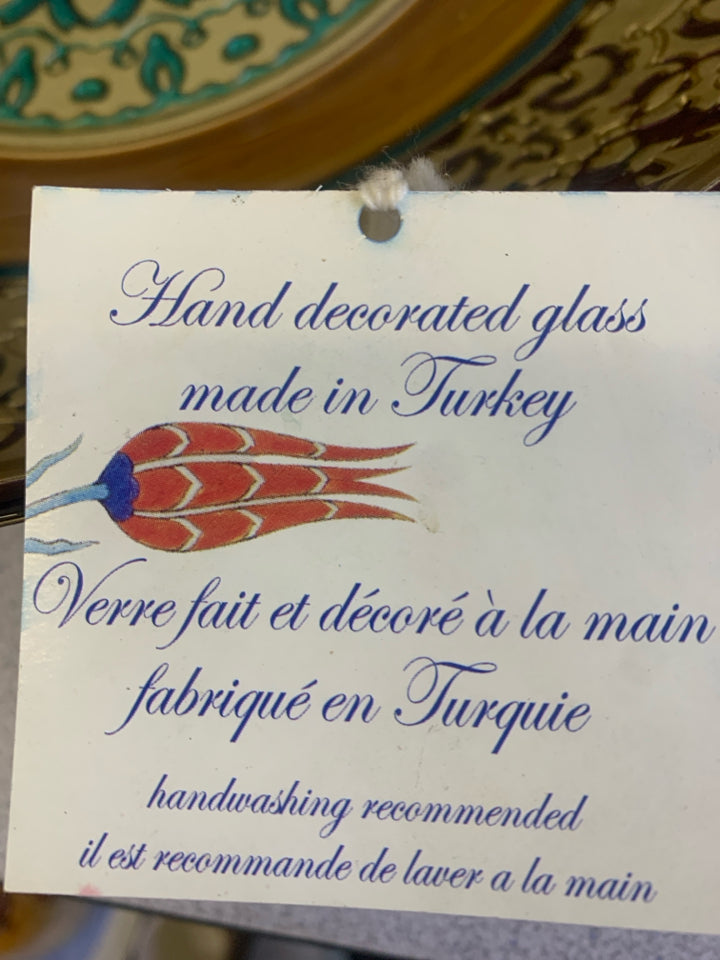 Hand decorated glass
made in Turkey
Verre fait et décoré à la main
fabriqué en Turquie
handwashing recommended
il est recommande de laver a la main